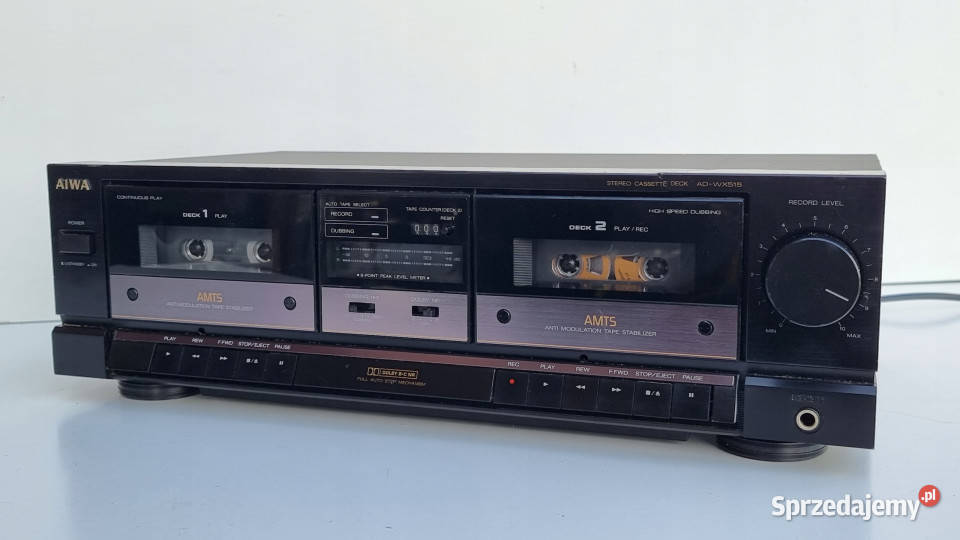 AIWA
STEREO CASSETTE DECK AD-WX515
POWER
CONTINUOUS PLAY
DECK 1 PLAY
AMTS
ANTI MODULATION TAPE STABILIZER
AUTO TAPE SELECT
RECORD
DUBBING
TAPE COUNTER/DECK
RESET
000
PEAK LEVEL METER
DOLBY NR
HIGH SPEED DUBBING
DECK 2 PLAY/REC
AMTS
ANTI MODULATION TAPE STABILIZER
RECORD LEVEL
5
MIN
0
10
MAX
PLAY REW F.FWD STOP/EJECT PAUSE
DOLBY B-C NR
FULL AUTO STOP MECHANISM
REC PLAY REW F.FWD STOP/EJECT PAUSE
Sprzedajemy.pl